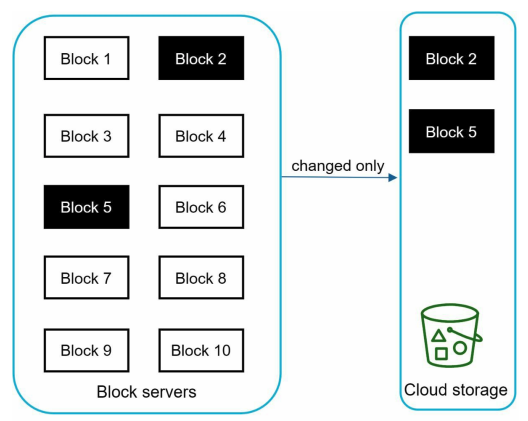 Block 1
Block 2
Block 3
Block 4
Block 5
Block 6
Block 7
Block 8
Block 9
Block 10
Block servers
changed only
Block 2
Block 5
Cloud storage